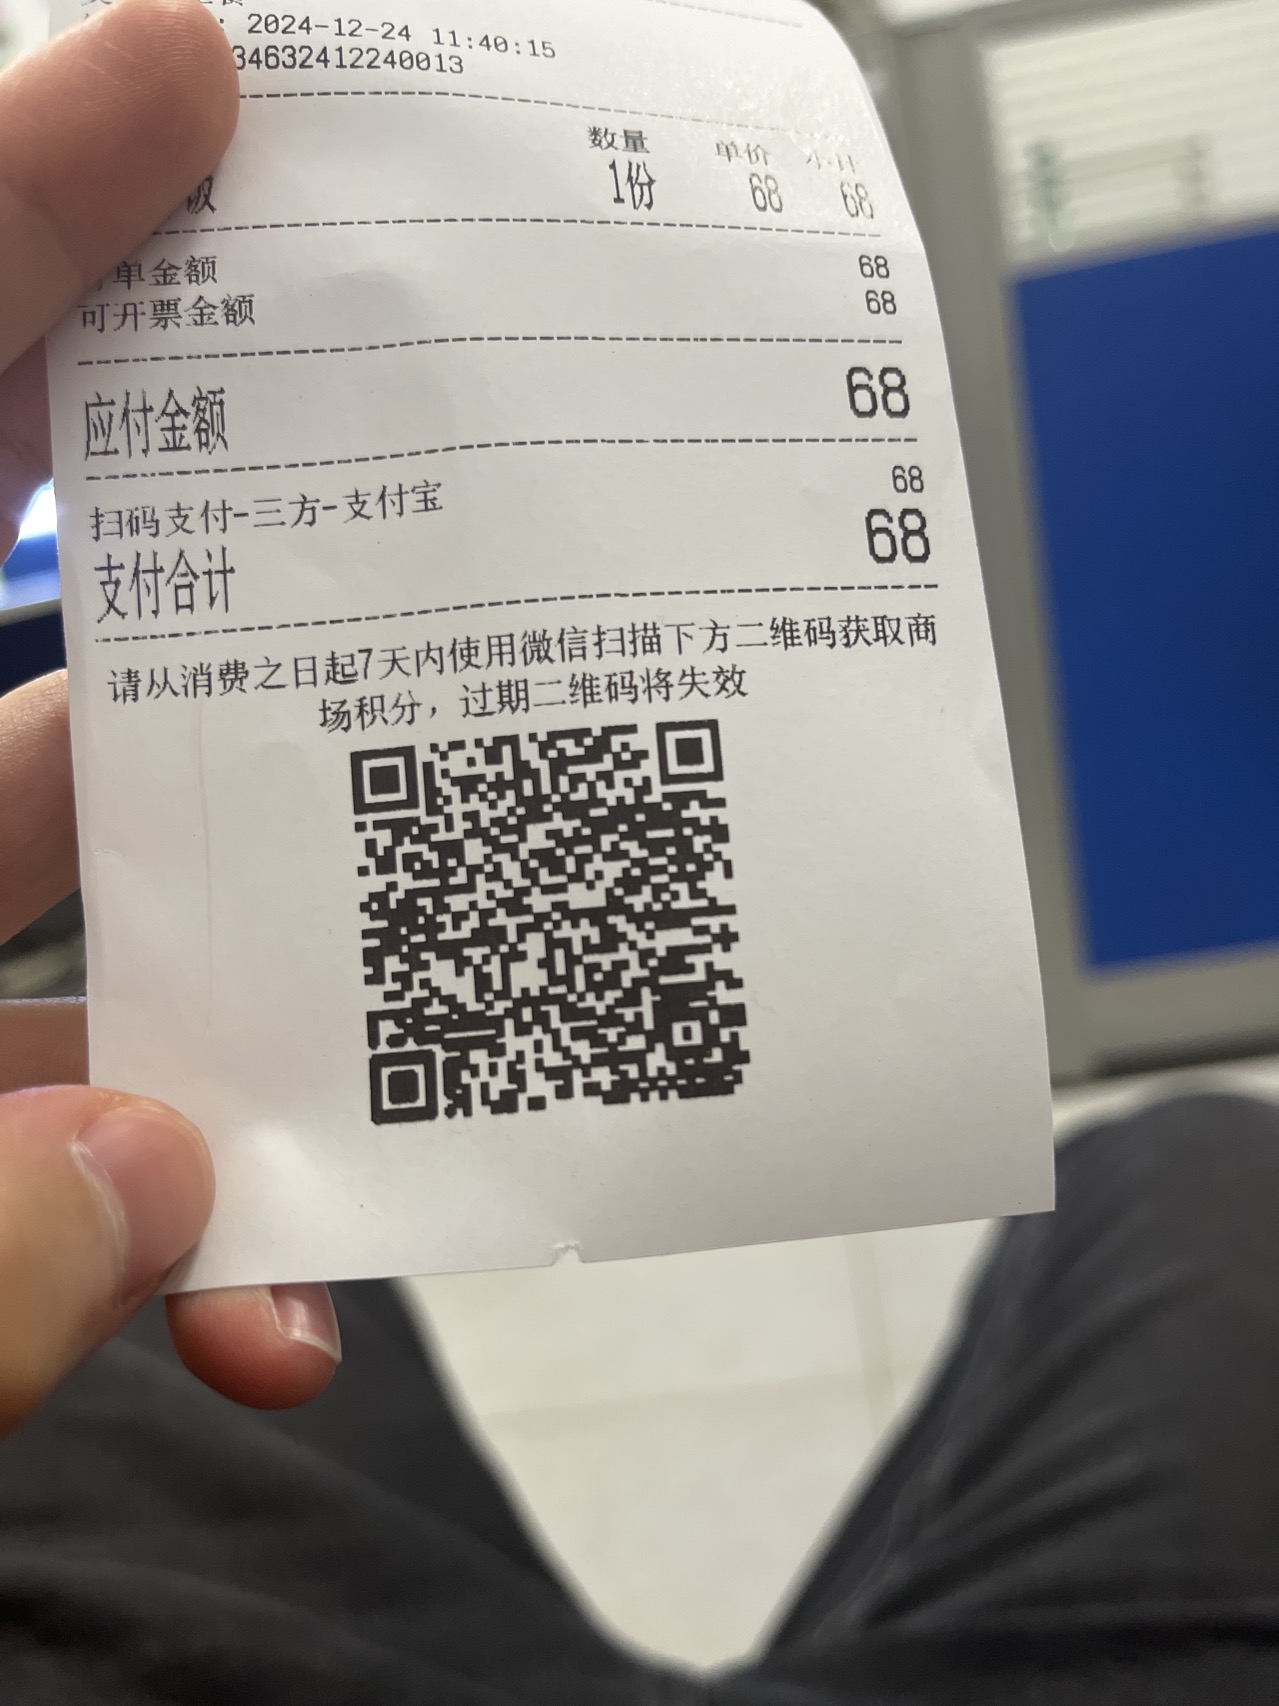 : 2024-12-24 11:40:15
34632412240013
数量 单价 小计
1份 68 68
单金额 68
可开票金额 68
应付金额 68
扫码支付-三方-支付宝 68
支付合计 68
请从消费之日起7天内使用微信扫描下方二维码获取商
场积分，过期二维码将失效